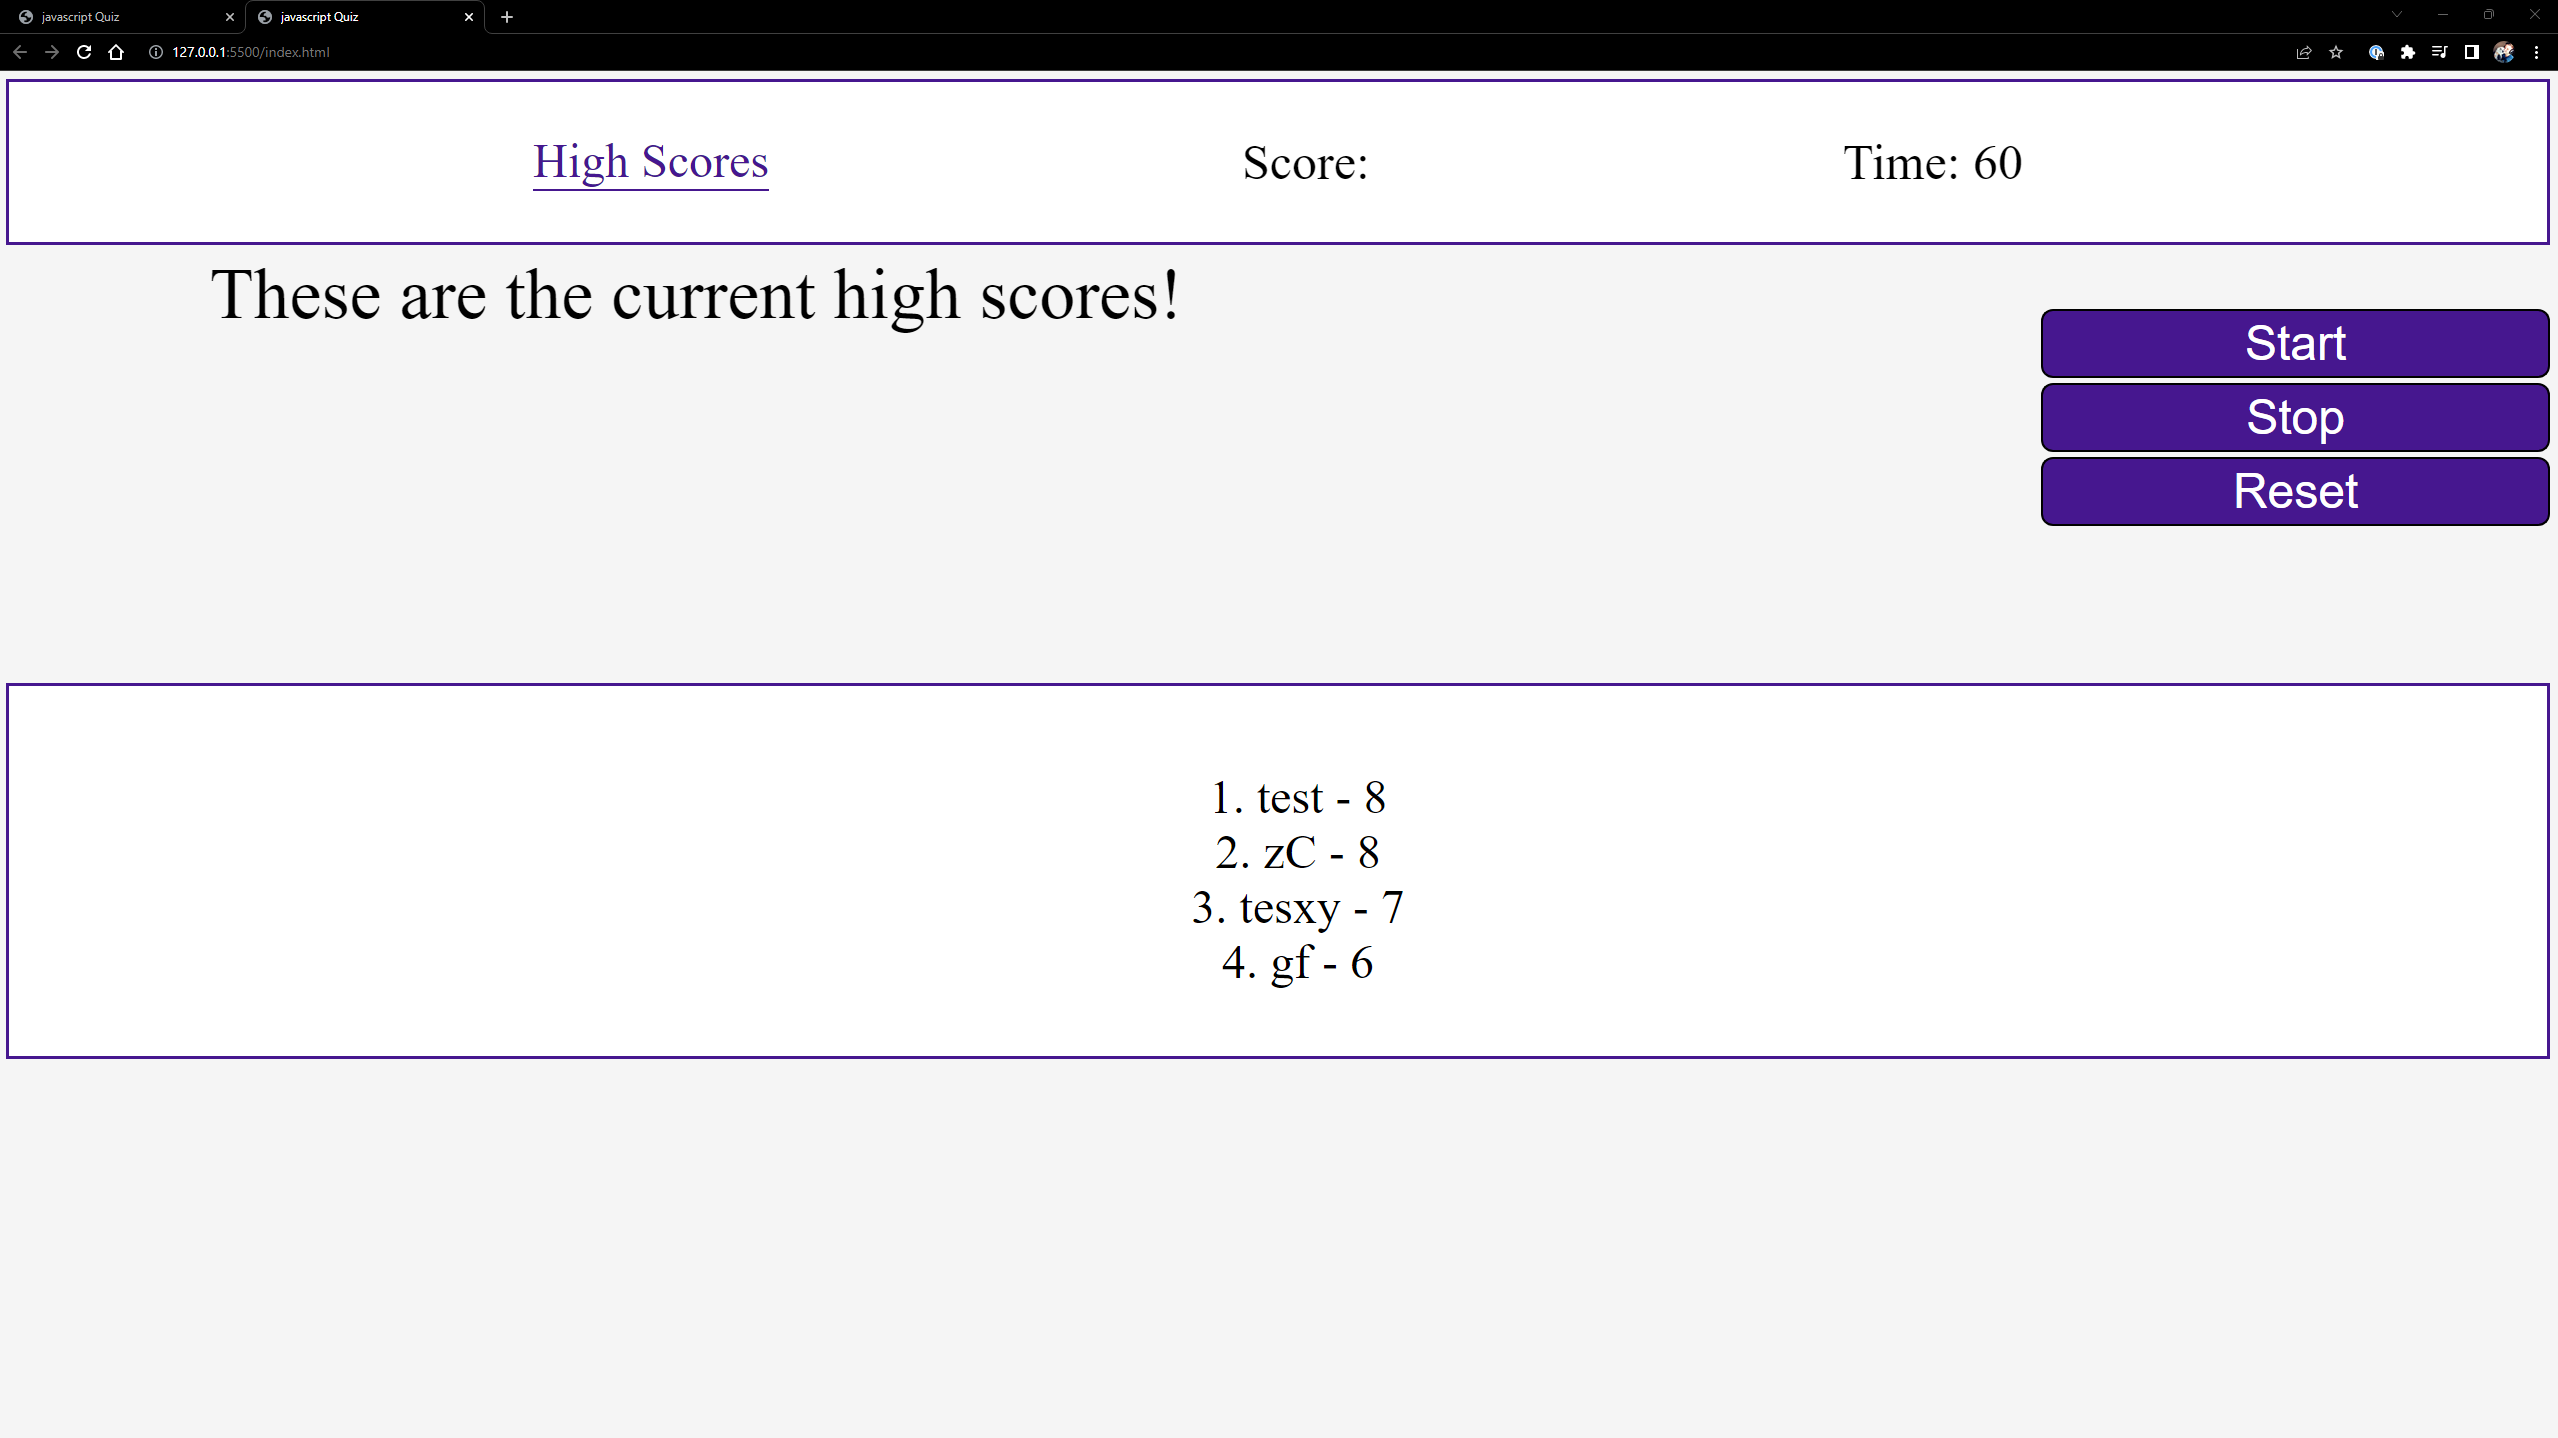 javascript Quiz
javascript Quiz
127.0.0.1:5500/index.html
High Scores
Score:
Time: 60
These are the current high scores!
Start
Stop
Reset
1. test - 8
2. zC - 8
3. tesxy - 7
4. gf - 6